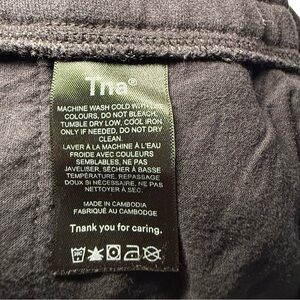 Tna®
MACHINE WASH COLD WITH LIKE
COLOURS, DO NOT BLEACH,
TUMBLE DRY LOW, COOL IRON
ONLY IF NEEDED, DO NOT DRY
CLEAN.
LAVER À LA MACHINE À L'EAU
FROIDE AVEC COULEURS
SEMBLABLES, NE PAS
JAVELISER, SÉCHER À BASSE
TEMPÉRATURE, REPASSAGE
DOUX SI NÉCESSAIRE, NE PAS
NETTOYER À SEC.
MADE IN CAMBODIA
FABRIQUÉ AU CAMBODGE
Thank you for caring.